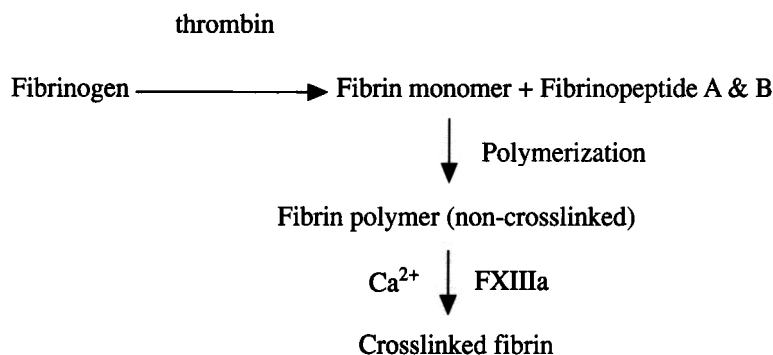 thrombin
Fibrinogen Fibrin monomer + Fibrinopeptide A & B
Polymerization
Fibrin polymer (non-crosslinked)
Ca²⁺ FXIIIa
Crosslinked fibrin